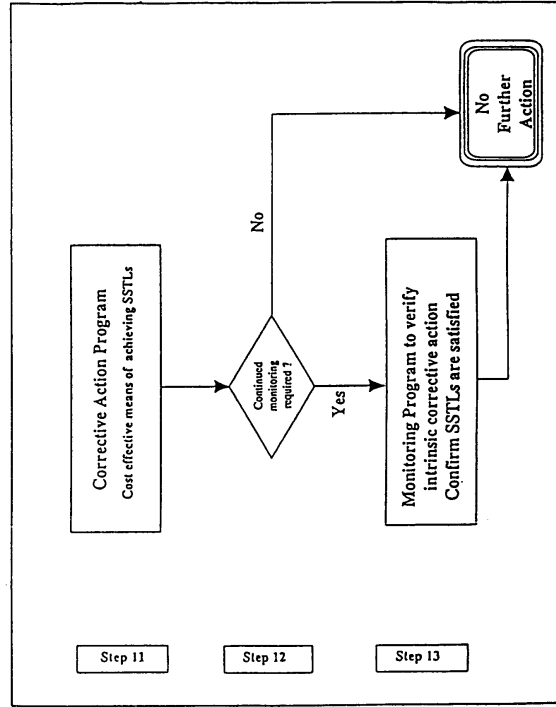 Step 11
Corrective Action Program
Cost effective means of achieving SSTLs
Step 12
Continued
monitoring
required ?
No
Yes
Step 13
Monitoring Program to verify
intrinsic corrective action
Confirm SSTLs are satisfied
No
Further
Action